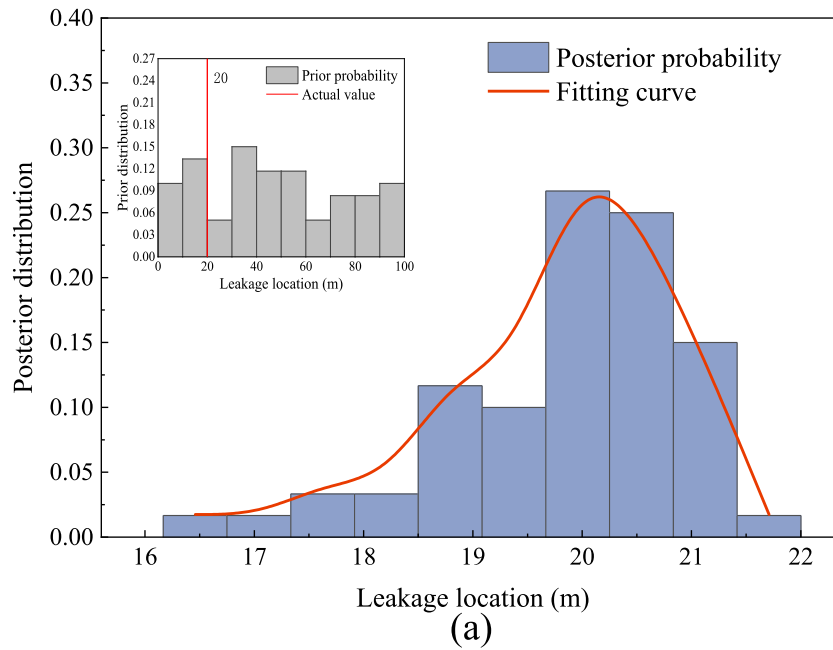 0.40
0.35
0.30
0.25
0.20
0.15
0.10
0.05
0.00
Posterior distribution
Posterior probability
Fitting curve
0.27
0.24
0.21
0.18
0.15
0.12
0.09
0.06
0.03
0.00
Prior distribution
Prior probability
Actual value
20
0 20 40 60 80 100
Leakage location (m)
16 17 18 19 20 21 22
Leakage location (m)
(a)